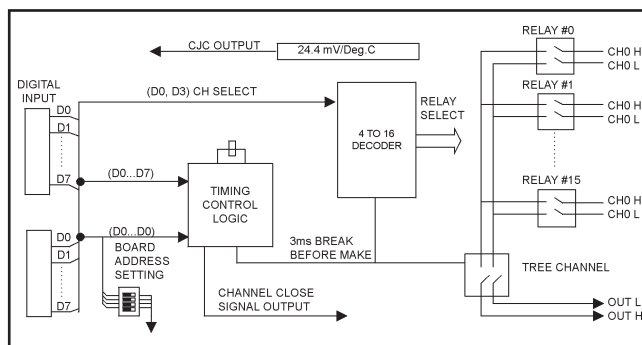 CJC OUTPUT
24.4 mV/Deg.C
RELAY #0
CH0 H
CH0 L
DIGITAL
INPUT
D0
D1
D7
(D0, D3) CH SELECT
4 TO 16
DECODER
RELAY
SELECT
RELAY #1
CH0 H
CH0 L
(D0...D7)
TIMING
CONTROL
LOGIC
RELAY #15
CH0 H
CH0 L
D0
D1
D7
(D0...D0)
BOARD
ADDRESS
SETTING
3ms BREAK
BEFORE MAKE
TREE CHANNEL
CHANNEL CLOSE
SIGNAL OUTPUT
OUT L
OUT H